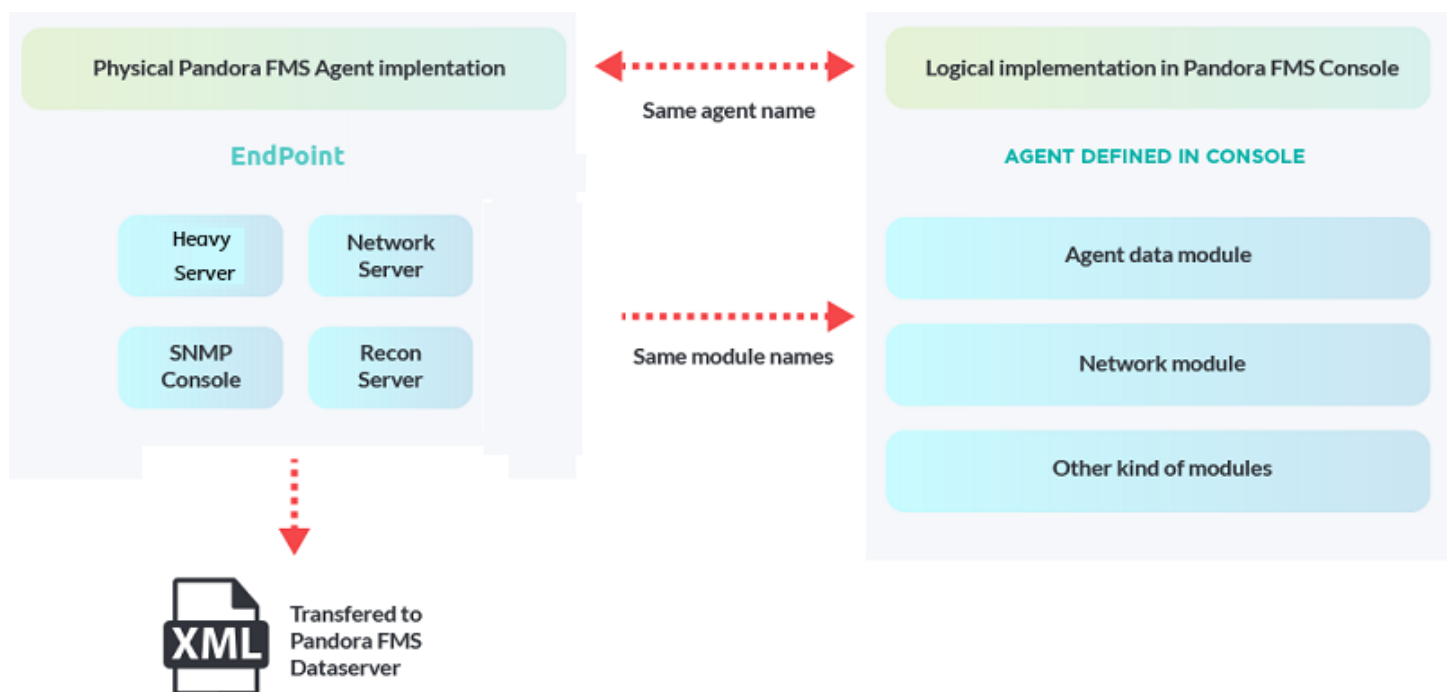 Physical Pandora FMS Agent implentation
Same agent name
Logical implementation in Pandora FMS Console
EndPoint
AGENT DEFINED IN CONSOLE
Heavy
Server
Network
Server
SNMP
Console
Recon
Server
Same module names
Agent data module
Network module
Other kind of modules
XML
Transfered to
Pandora FMS
Dataserver